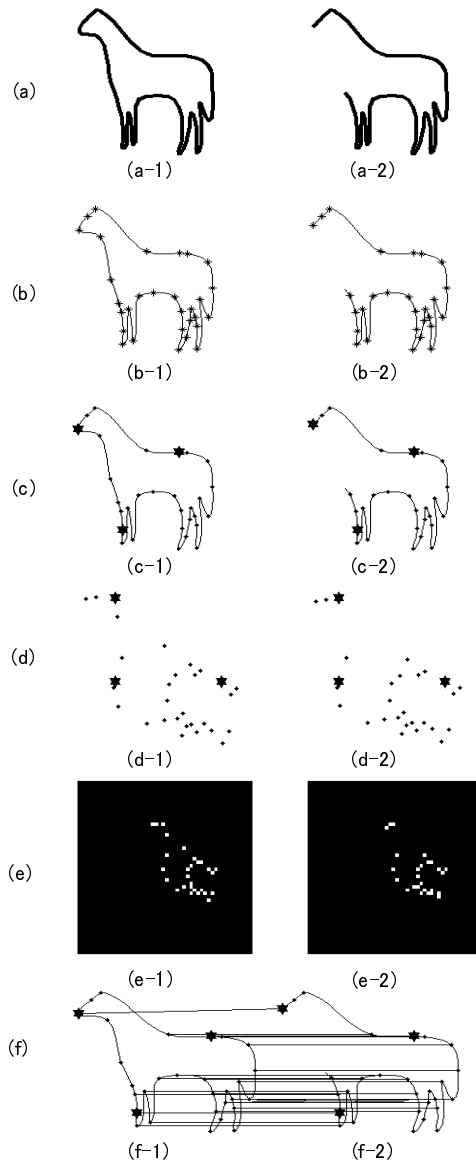 (a)
(a-1) (a-2)
(b)
(b-1) (b-2)
(c)
(c-1) (c-2)
(d)
(d-1) (d-2)
(e)
(e-1) (e-2)
(f)
(f-1) (f-2)